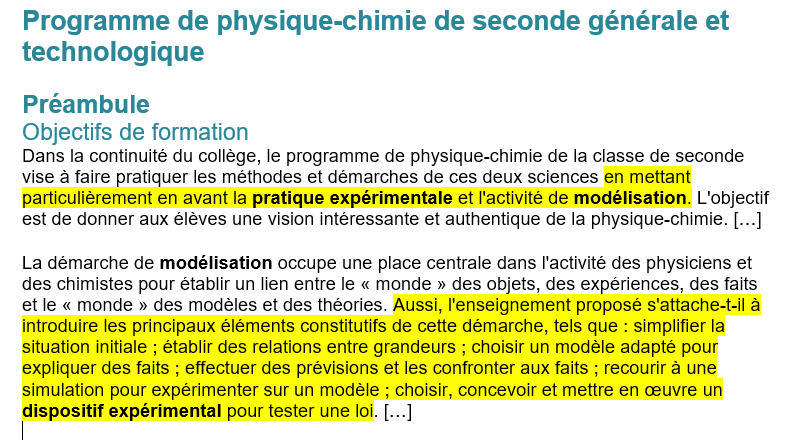 Programme de physique-chimie de seconde générale et
technologique
Préambule
Objectifs de formation
Dans la continuité du collège, le programme de physique-chimie de la classe de seconde
vise à faire pratiquer les méthodes et démarches de ces deux sciences en mettant
particulièrement en avant la pratique expérimentale et l'activité de modélisation. L'objectif
est de donner aux élèves une vision intéressante et authentique de la physique-chimie. […]
La démarche de modélisation occupe une place centrale dans l'activité des physiciens et
des chimistes pour établir un lien entre le « monde » des objets, des expériences, des faits
et le « monde » des modèles et des théories. Aussi, l'enseignement proposé s'attache-t-il à
introduire les principaux éléments constitutifs de cette démarche, tels que : simplifier la
situation initiale ; établir des relations entre grandeurs ; choisir un modèle adapté pour
expliquer des faits ; effectuer des prévisions et les confronter aux faits ; recourir à une
simulation pour expérimenter sur un modèle ; choisir, concevoir et mettre en œuvre un
dispositif expérimental pour tester une loi. […]